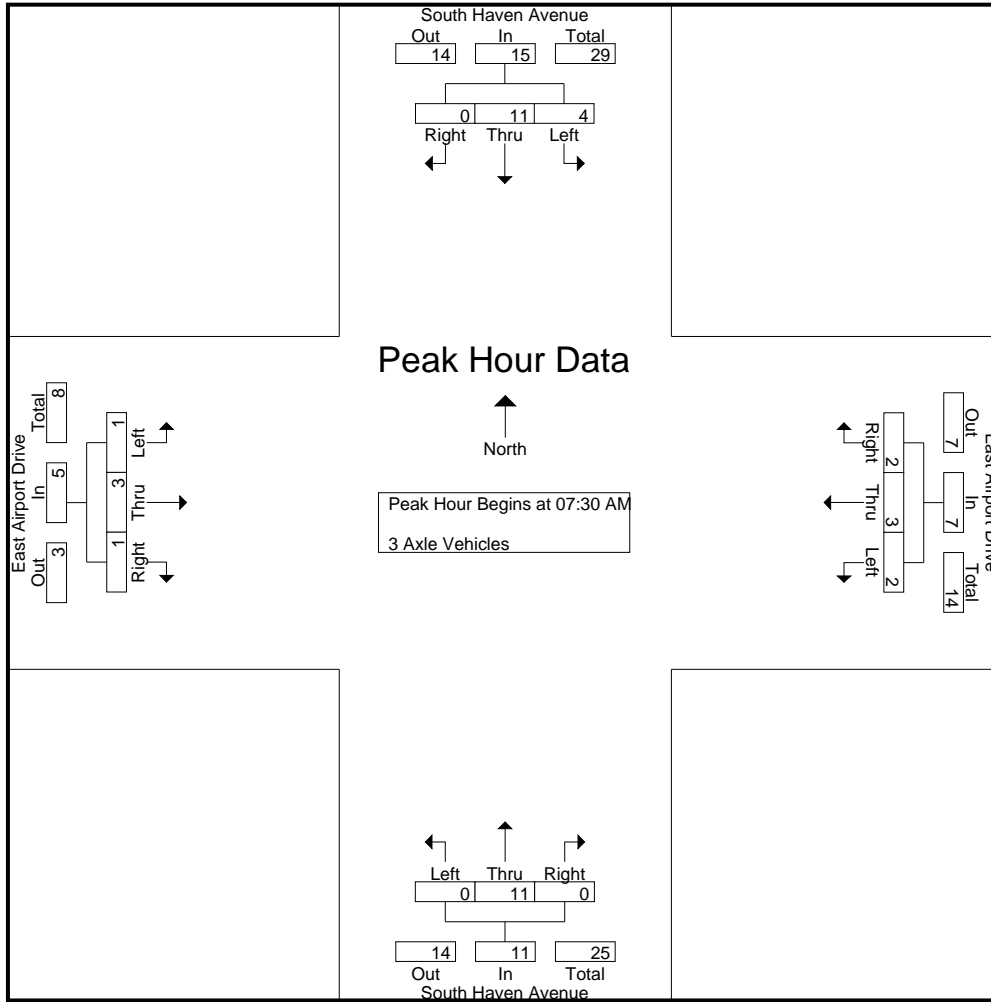 South Haven Avenue
Out In Total
14 15 29
0 11 4
Right Thru Left
Peak Hour Data
North
Peak Hour Begins at 07:30 AM
3 Axle Vehicles
East Airport Drive
Total In Out
8 5 3
1 3 1
Left Thru Right
East Airport Drive
Out In Total
7 7 14
2 3 2
Right Thru Left
Left Thru Right
0 11 0
14 11 25
Out In Total
South Haven Avenue